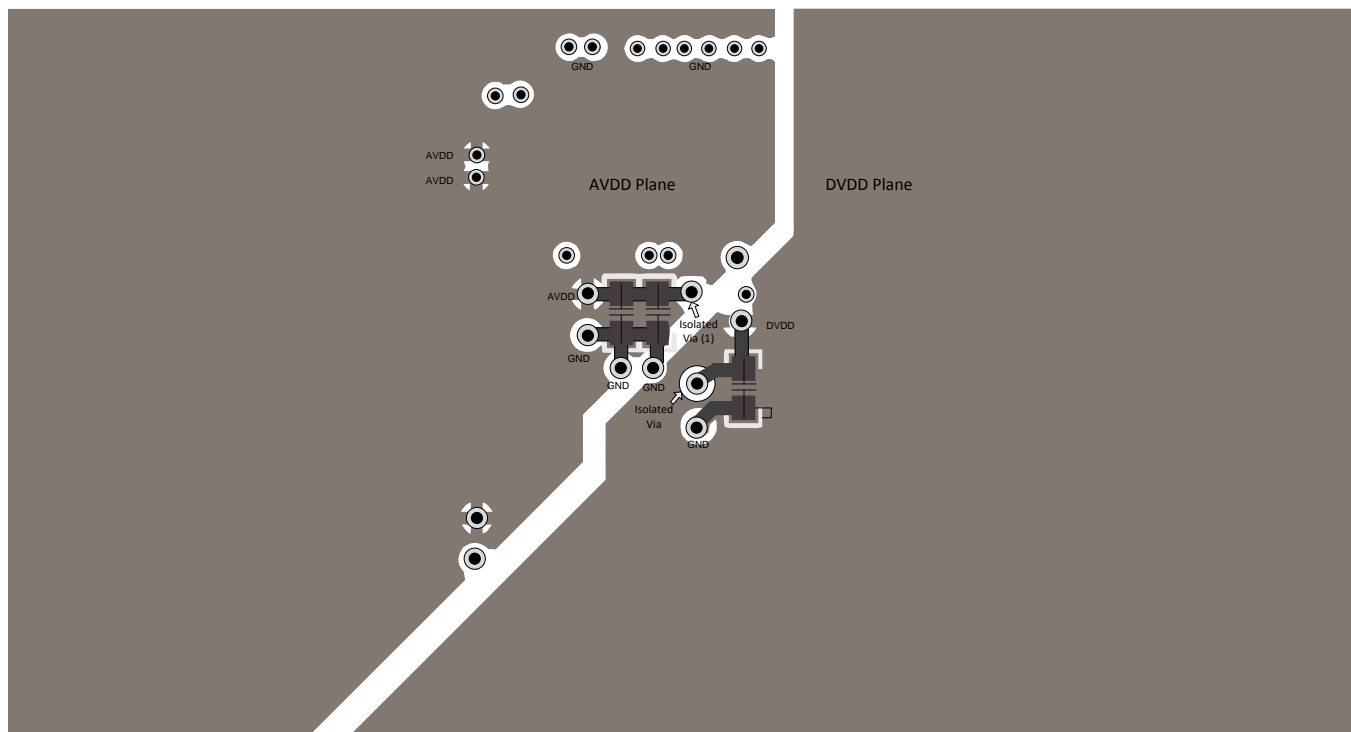 GND
GND
AVDD
AVDD
AVDD Plane
DVDD Plane
AVDD
Isolated
Via (1)
DVDD
GND
GND
GND
Isolated
Via
GND